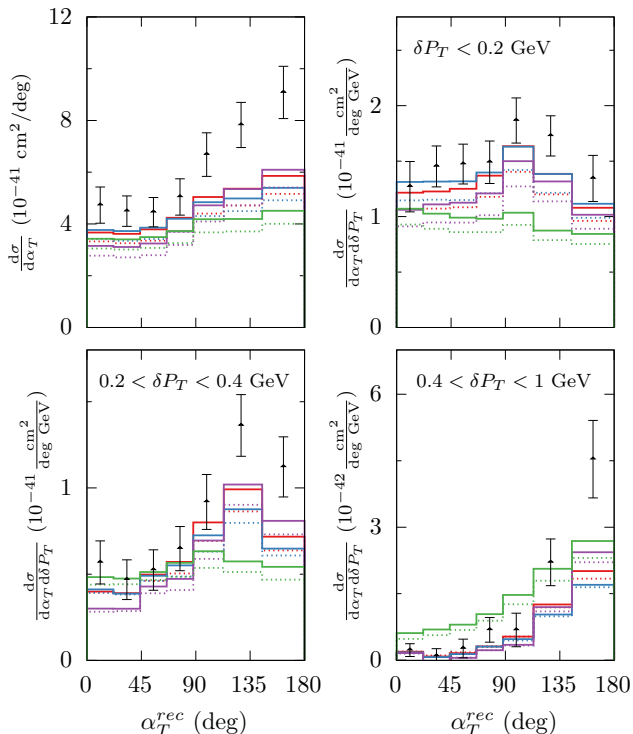 12
8
4
0
dσ/dα_T (10^−41 cm^2/deg)
δP_T < 0.2 GeV
2
1
0
dσ/dα_T dδP_T (10^−41 cm^2/deg GeV)
0.2 < δP_T < 0.4 GeV
1
0
dσ/dα_T dδP_T (10^−41 cm^2/deg GeV)
0 45 90 135 180
α_T^rec (deg)
0.4 < δP_T < 1 GeV
6
3
0
dσ/dα_T dδP_T (10^−42 cm^2/deg GeV)
0 45 90 135 180
α_T^rec (deg)